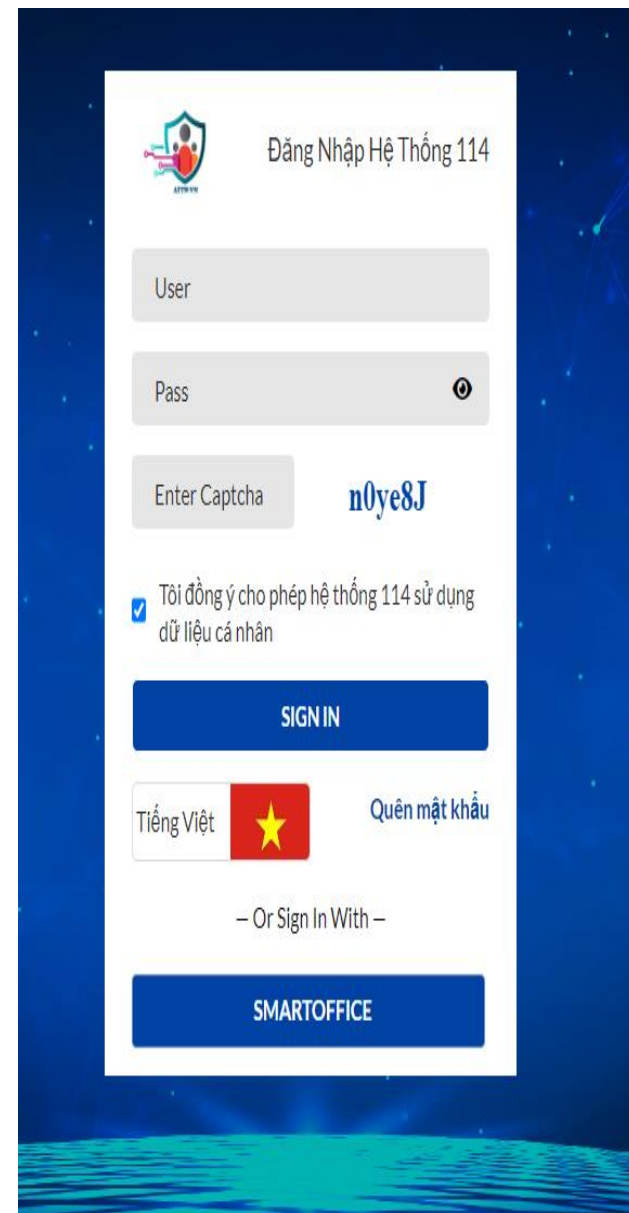 Đăng Nhập Hệ Thống 114
User
Pass
Enter Captcha
n0ye8J
Tôi đồng ý cho phép hệ thống 114 sử dụng
dữ liệu cá nhân
SIGN IN
Tiếng Việt
Quên mật khẩu
– Or Sign In With –
SMARTOFFICE